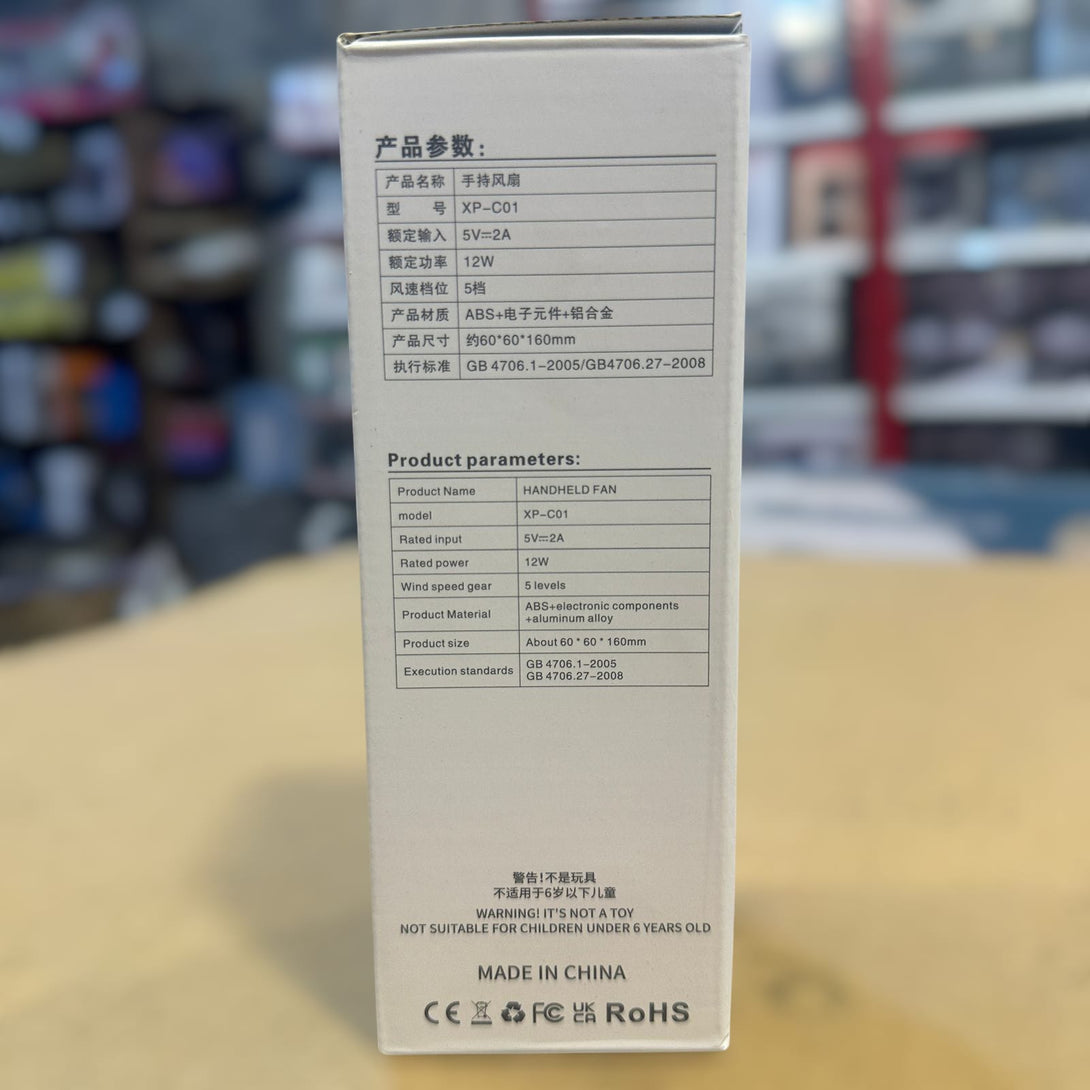 产品参数：
产品名称 手持风扇
型 号 XP-C01
额定输入 5V⎓2A
额定功率 12W
风速档位 5档
产品材质 ABS+电子元件+铝合金
产品尺寸 约60*60*160mm
执行标准 GB 4706.1-2005/GB4706.27-2008
Product parameters:
Product Name HANDHELD FAN
model XP-C01
Rated input 5V⎓2A
Rated power 12W
Wind speed gear 5 levels
Product Material ABS+electronic components
+aluminum alloy
Product size About 60 * 60 * 160mm
Execution standards GB 4706.1-2005
GB 4706.27-2008
警告!不是玩具
不适用于6岁以下儿童
WARNING! IT'S NOT A TOY
NOT SUITABLE FOR CHILDREN UNDER 6 YEARS OLD
MADE IN CHINA
CE FC UK CA RoHS